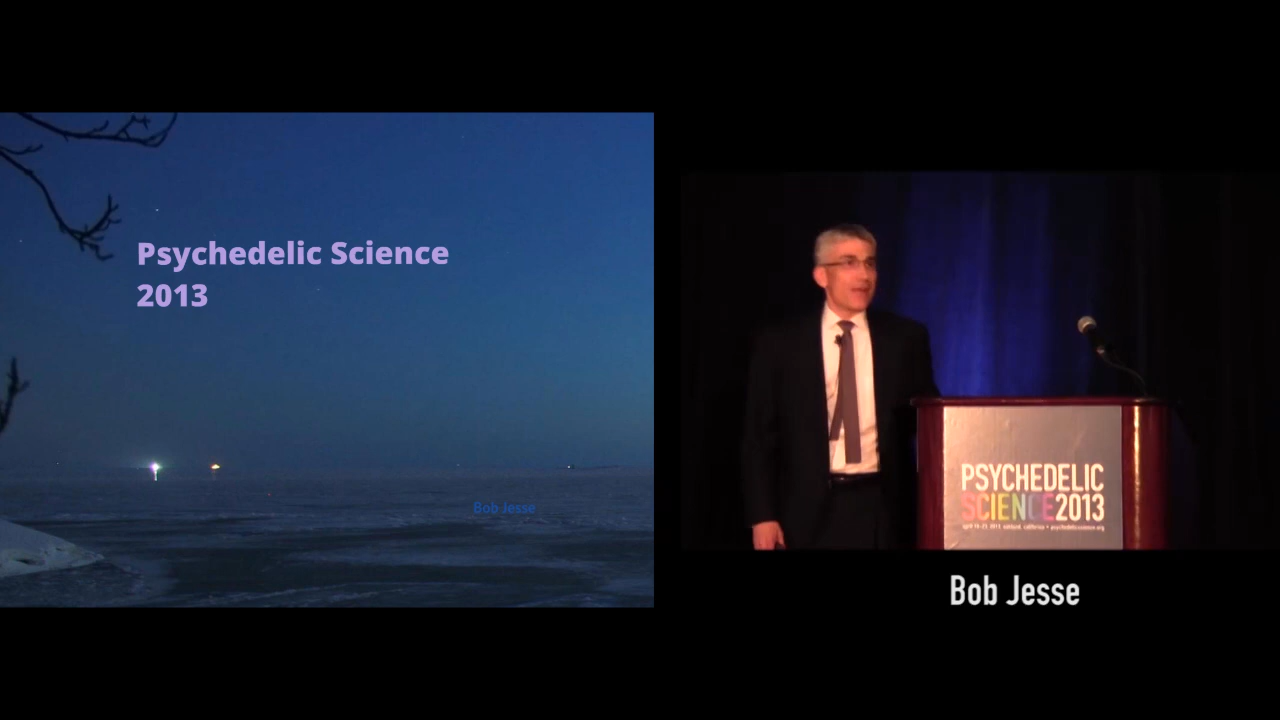 Psychedelic Science
2013
Bob Jesse
PSYCHEDELIC
SCIENCE2013
Bob Jesse